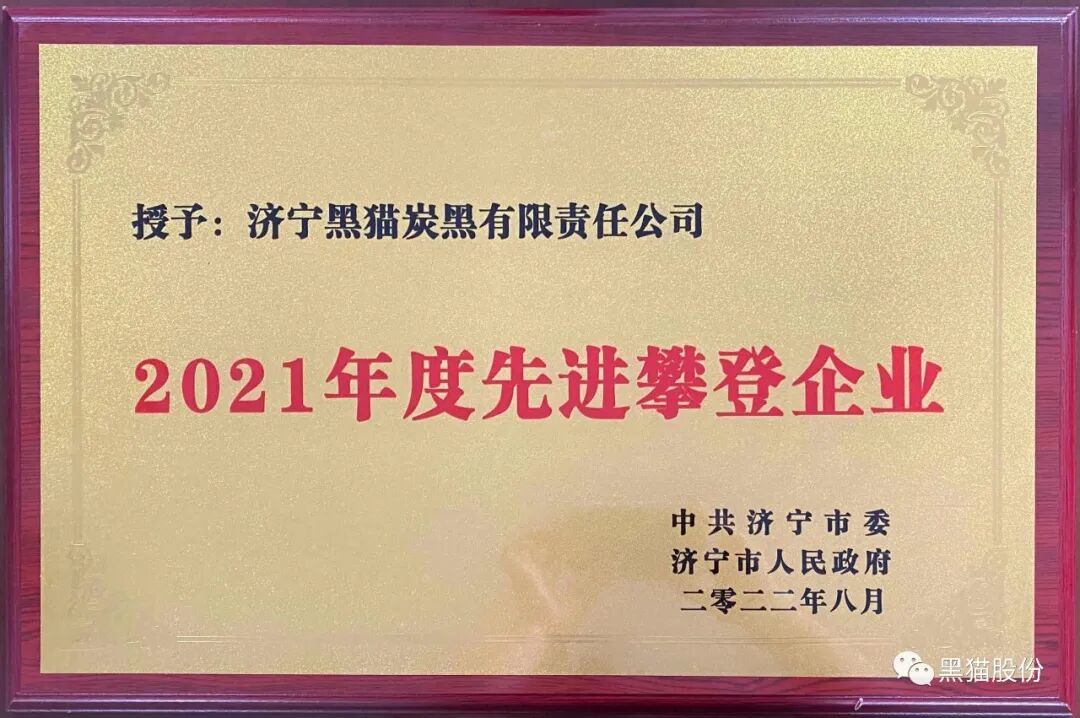 授予：济宁黑猫炭黑有限责任公司
2021年度先进攀登企业
中共济宁市委
济宁市人民政府
二零二二年八月
黑猫股份